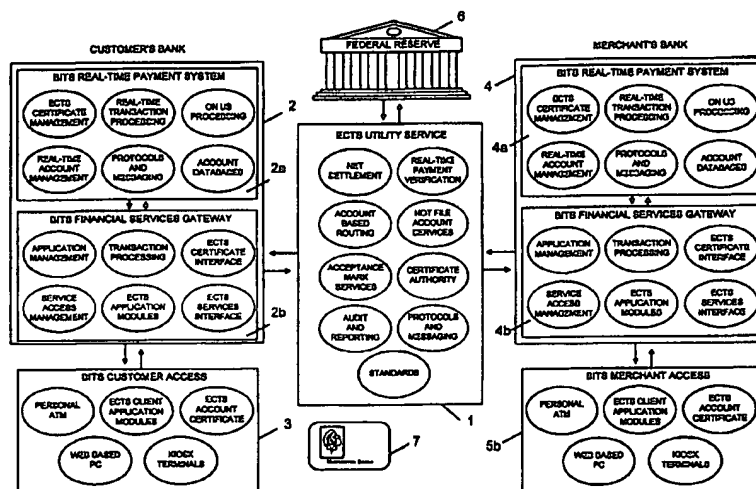 CUSTOMER'S BANK
BITS REAL-TIME PAYMENT SYSTEM
ECTS
CERTIFICATE
MANAGEMENT
REAL-TIME
TRANSACTION
PROCESSING
ON US
PROCESSING
REAL-TIME
ACCOUNT
MANAGEMENT
PROTOCOLS
AND
MESSAGING
ACCOUNT
DATABASES
2
2a
BITS FINANCIAL SERVICES GATEWAY
APPLICATION
MANAGEMENT
TRANSACTION
PROCESSING
ECTS
CERTIFICATE
INTERFACE
SERVICE
ACCESS
MANAGEMENT
ECTS
APPLICATION
MODULES
ECTS
SERVICES
INTERFACE
2b
BITS CUSTOMER ACCESS
PERSONAL
ATM
ECTS CLIENT
APPLICATION
MODULES
ECTS
ACCOUNT
CERTIFICATE
WEB BASED
PC
KIOSK
TERMINALS
3
6
FEDERAL RESERVE
ECTS UTILITY SERVICE
NET
SETTLEMENT
REAL-TIME
PAYMENT
VERIFICATION
ACCOUNT
BASED
ROUTING
HOT FILE
ACCOUNT
SERVICES
ACCEPTANCE
MARK
SERVICES
CERTIFICATE
AUTHORITY
AUDIT AND
REPORTING
PROTOCOLS
AND
MESSAGING
STANDARDS
1
7
MERCHANT'S BANK
4
BITS REAL-TIME PAYMENT SYSTEM
ECTS
CERTIFICATE
MANAGEMENT
REAL-TIME
TRANSACTION
PROCESSING
ON US
PROCESSING
4a
REAL-TIME
ACCOUNT
MANAGEMENT
PROTOCOLS
AND
MESSAGING
ACCOUNT
DATABASES
BITS FINANCIAL SERVICES GATEWAY
APPLICATION
MANAGEMENT
TRANSACTION
PROCESSING
ECTS
CERTIFICATE
INTERFACE
SERVICE
ACCESS
MANAGEMENT
ECTS
APPLICATION
MODULES
ECTS
SERVICES
INTERFACE
4b
BITS MERCHANT ACCESS
PERSONAL
ATM
ECTS CLIENT
APPLICATION
MODULES
ECTS
ACCOUNT
CERTIFICATE
WEB BASED
PC
KIOSK
TERMINALS
5b